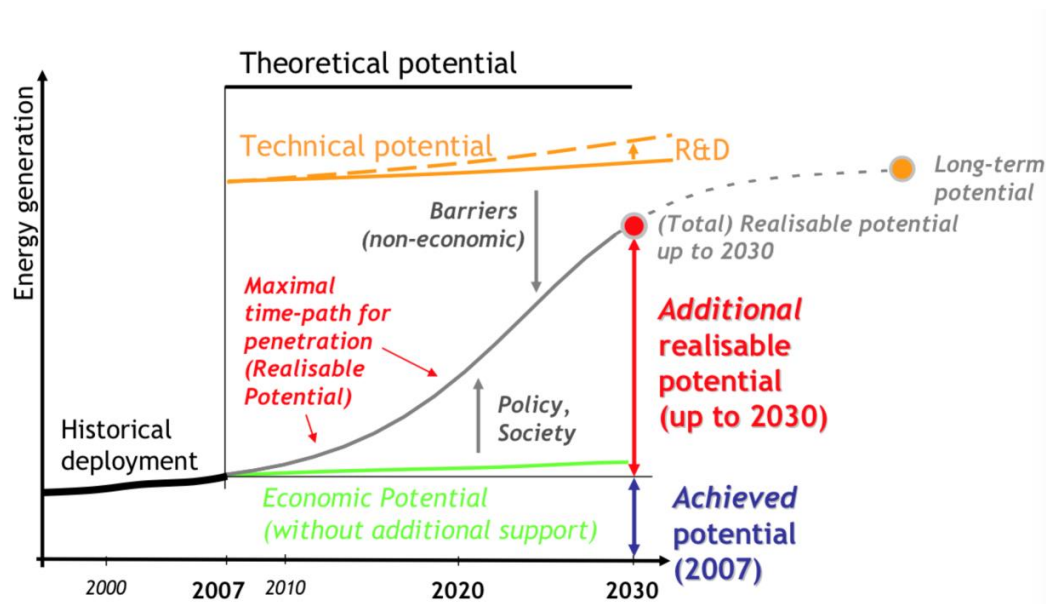 Theoretical potential
Energy generation
Technical potential
R&D
Long-term
potential
Barriers
(non-economic)
(Total) Realisable potential
up to 2030
Maximal
time-path for
penetration
(Realisable
Potential)
Additional
realisable
potential
(up to 2030)
Policy,
Society
Historical
deployment
Economic Potential
(without additional support)
Achieved
potential
(2007)
2000
2007
2010
2020
2030